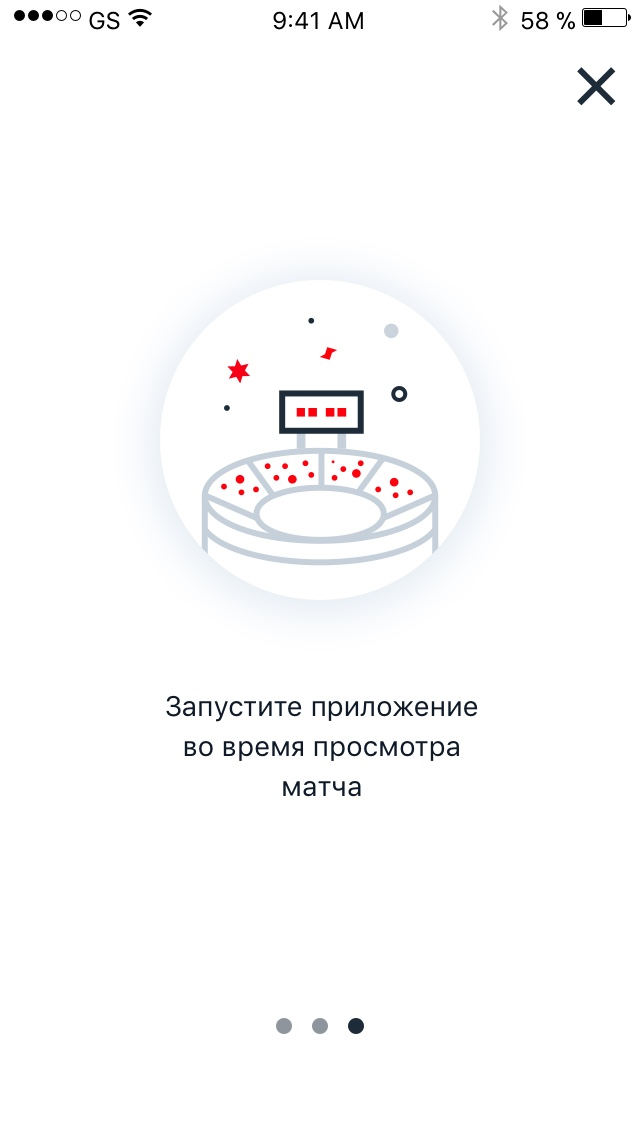 GS 9:41 AM 58 %
Запустите приложение
во время просмотра
матча